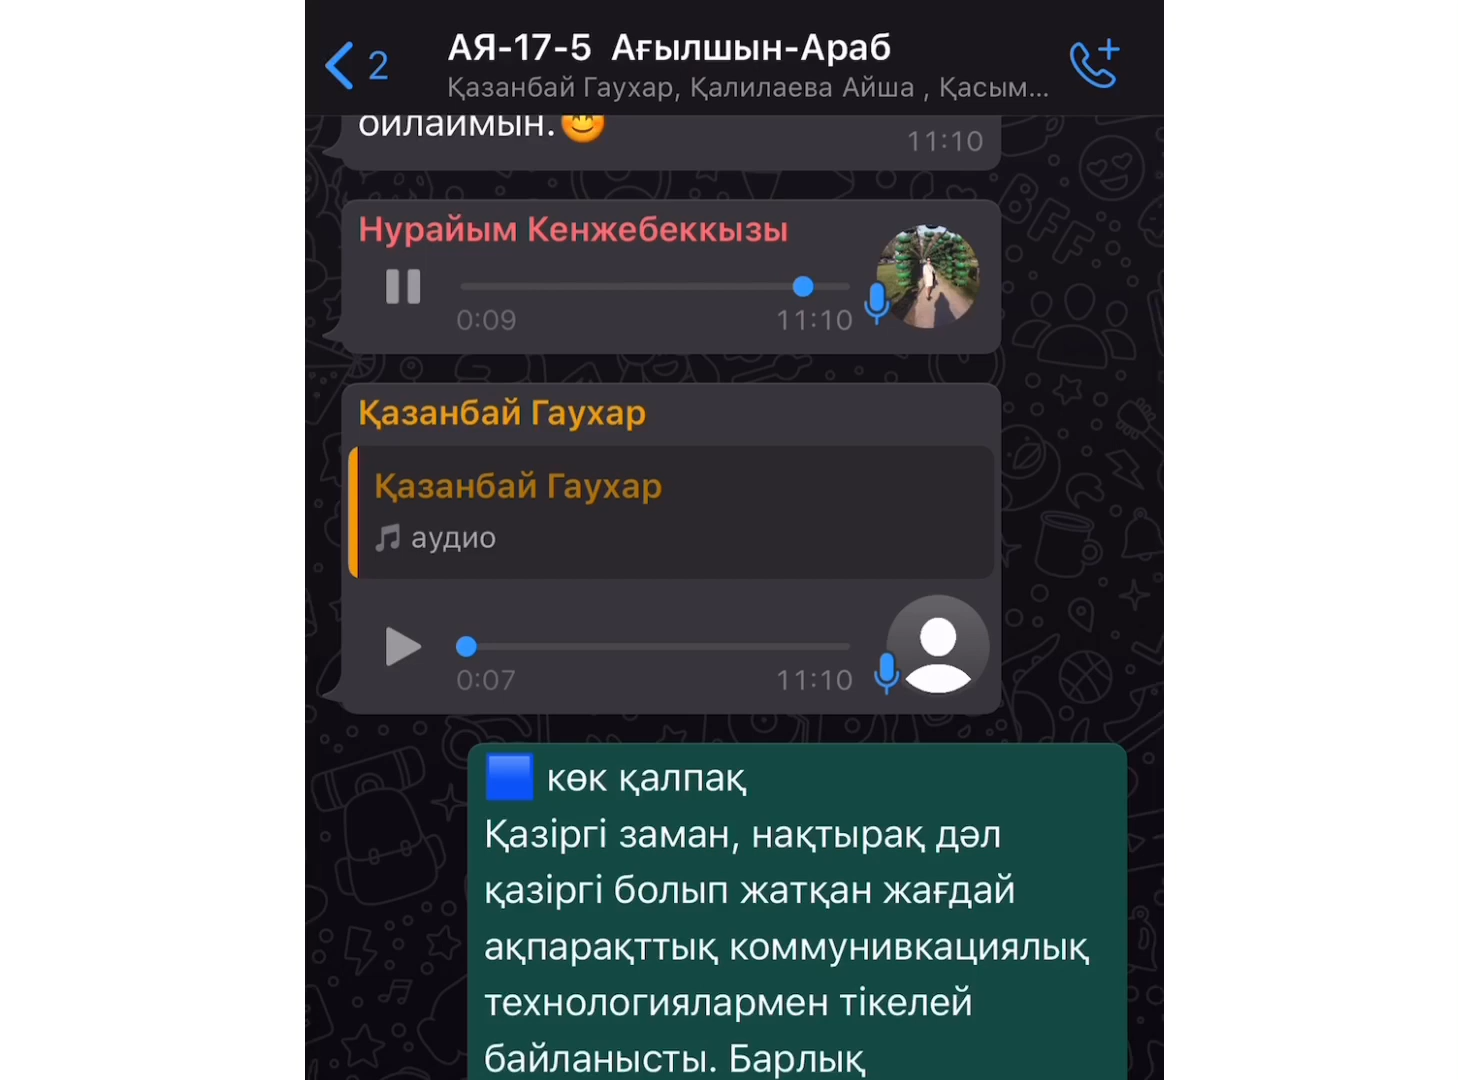 2
АЯ-17-5 Ағылшын-Араб
Қазанбай Гаухар, Қалилаева Айша , Қасым...
ойлаймын.😊
11:10
Нурайым Кенжебеккызы
0:09
11:10
Қазанбай Гаухар
Қазанбай Гаухар
аудио
0:07
11:10
🟦 көк қалпақ
Қазіргі заман, нақтырақ дәл
қазіргі болып жатқан жағдай
ақпарақттық коммунивкациялық
технологиялармен тікелей
байланысты. Барлық